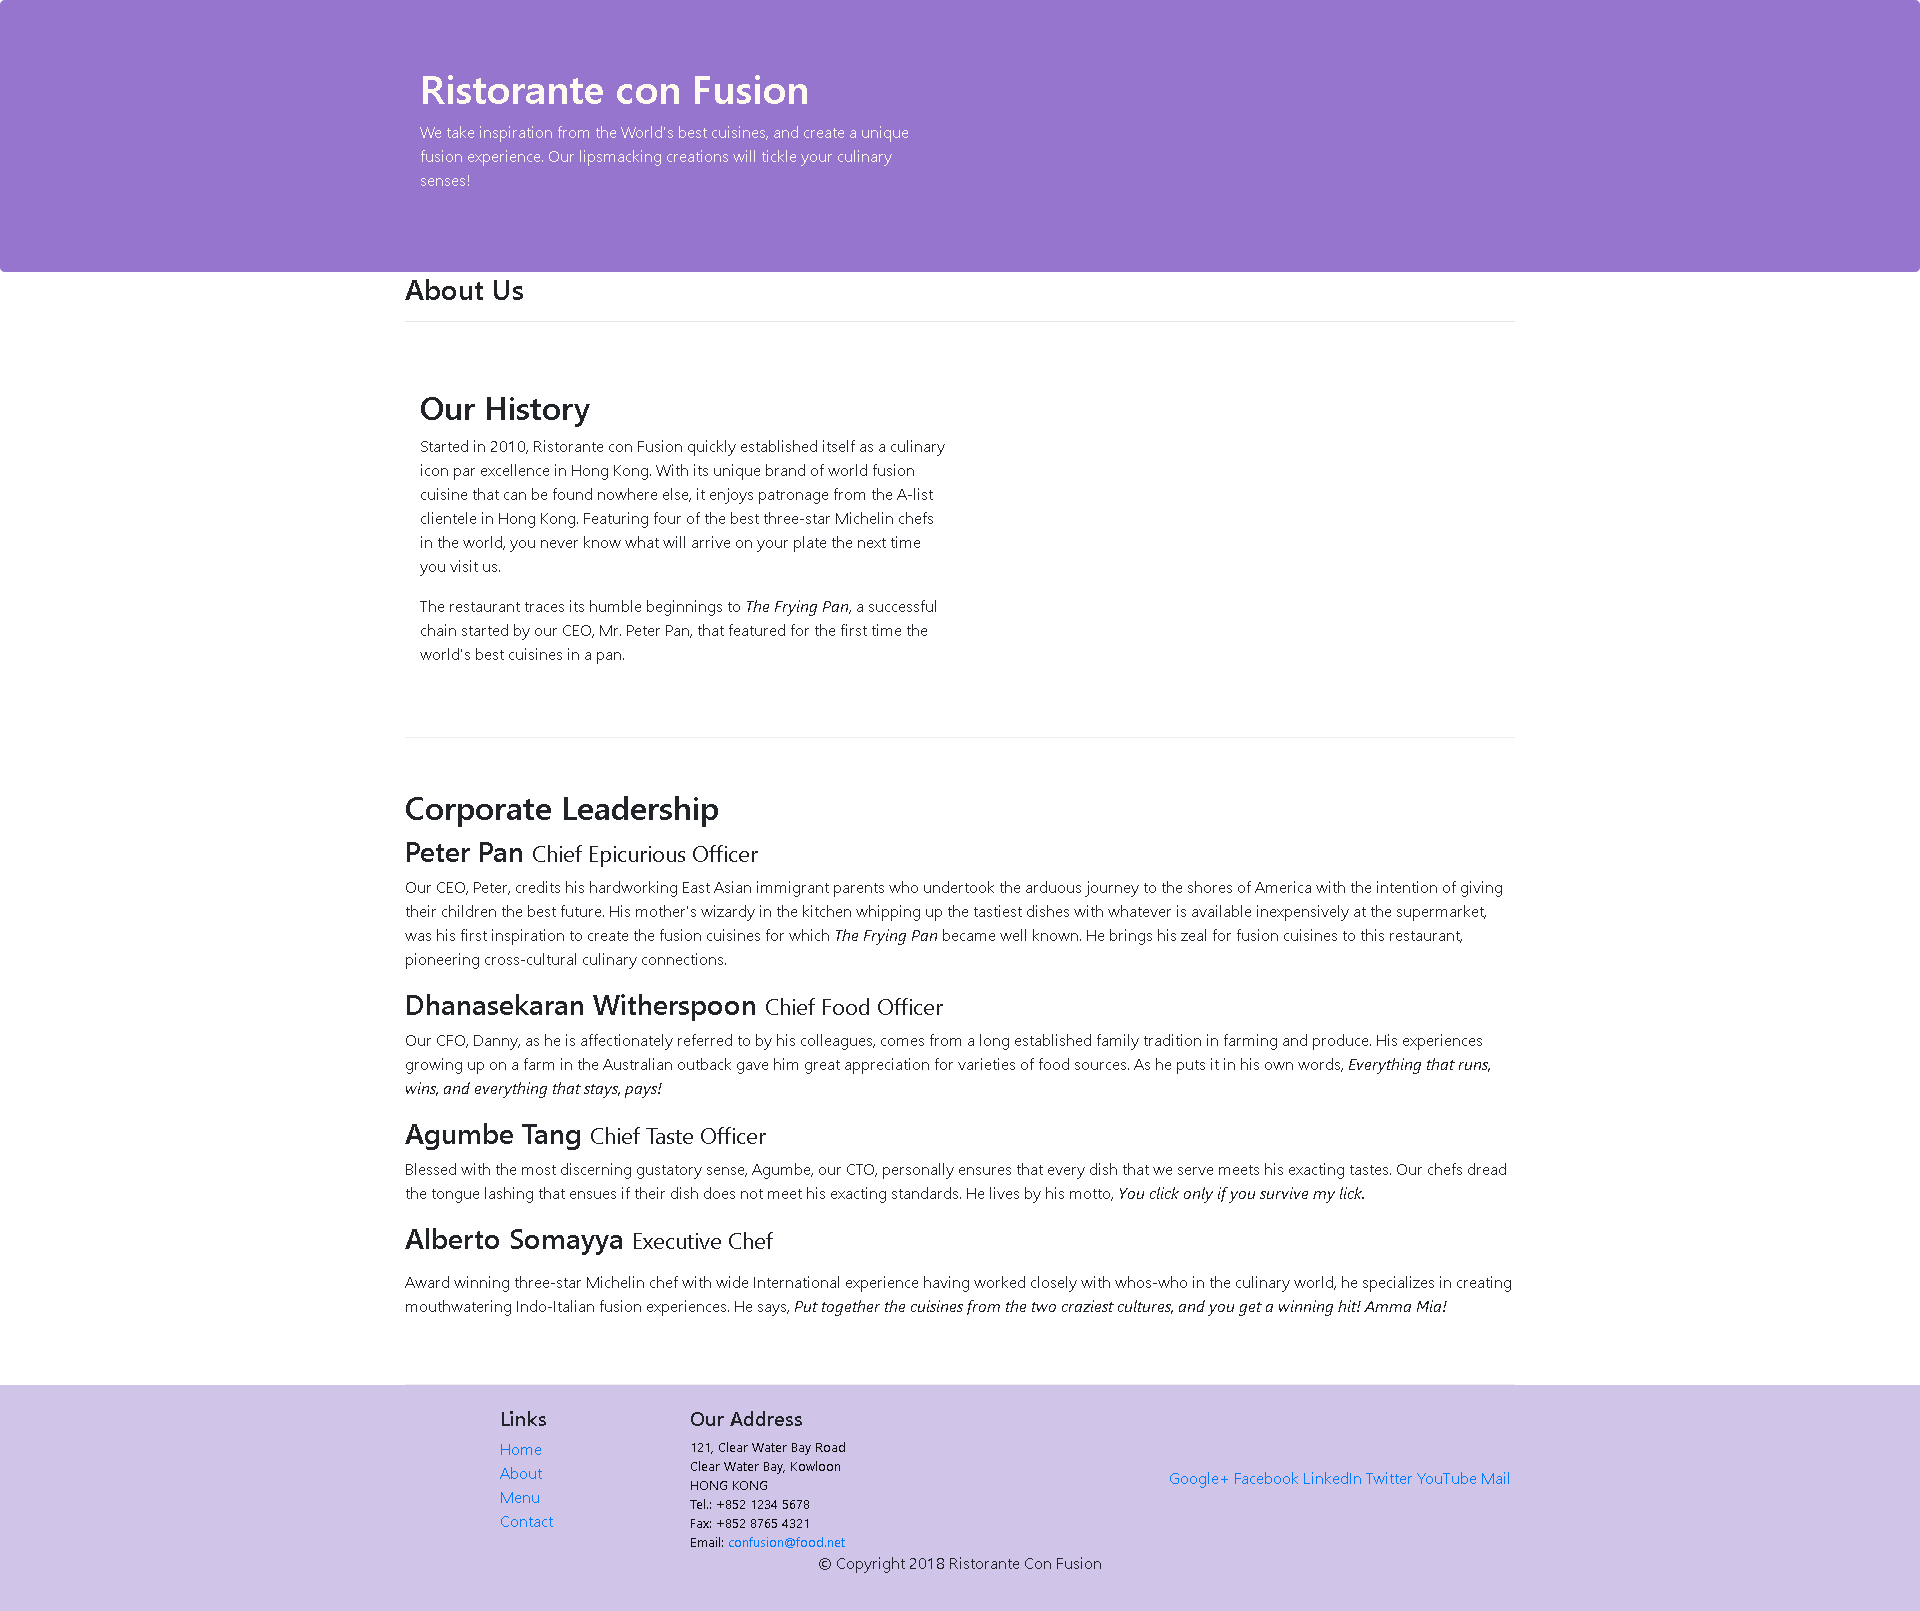 Ristorante con Fusion
We take inspiration from the World's best cuisines, and create a unique
fusion experience. Our lipsmacking creations will tickle your culinary
senses!
About Us
Our History
Started in 2010, Ristorante con Fusion quickly established itself as a culinary
icon par excellence in Hong Kong. With its unique brand of world fusion
cuisine that can be found nowhere else, it enjoys patronage from the A-list
clientele in Hong Kong. Featuring four of the best three-star Michelin chefs
in the world, you never know what will arrive on your plate the next time
you visit us.
The restaurant traces its humble beginnings to The Frying Pan, a successful
chain started by our CEO, Mr. Peter Pan, that featured for the first time the
world's best cuisines in a pan.
Corporate Leadership
Peter Pan Chief Epicurious Officer
Our CEO, Peter, credits his hardworking East Asian immigrant parents who undertook the arduous journey to the shores of America with the intention of giving
their children the best future. His mother's wizardy in the kitchen whipping up the tastiest dishes with whatever is available inexpensively at the supermarket,
was his first inspiration to create the fusion cuisines for which The Frying Pan became well known. He brings his zeal for fusion cuisines to this restaurant,
pioneering cross-cultural culinary connections.
Dhanasekaran Witherspoon Chief Food Officer
Our CFO, Danny, as he is affectionately referred to by his colleagues, comes from a long established family tradition in farming and produce. His experiences
growing up on a farm in the Australian outback gave him great appreciation for varieties of food sources. As he puts it in his own words, Everything that runs,
wins, and everything that stays, pays!
Agumbe Tang Chief Taste Officer
Blessed with the most discerning gustatory sense, Agumbe, our CTO, personally ensures that every dish that we serve meets his exacting tastes. Our chefs dread
the tongue lashing that ensues if their dish does not meet his exacting standards. He lives by his motto, You click only if you survive my lick.
Alberto Somayya Executive Chef
Award winning three-star Michelin chef with wide International experience having worked closely with whos-who in the culinary world, he specializes in creating
mouthwatering Indo-Italian fusion experiences. He says, Put together the cuisines from the two craziest cultures, and you get a winning hit! Amma Mia!
Links
Home
About
Menu
Contact
Our Address
121, Clear Water Bay Road
Clear Water Bay, Kowloon
HONG KONG
Tel.: +852 1234 5678
Fax: +852 8765 4321
Email: confusion@food.net
Google+ Facebook LinkedIn Twitter YouTube Mail
© Copyright 2018 Ristorante Con Fusion